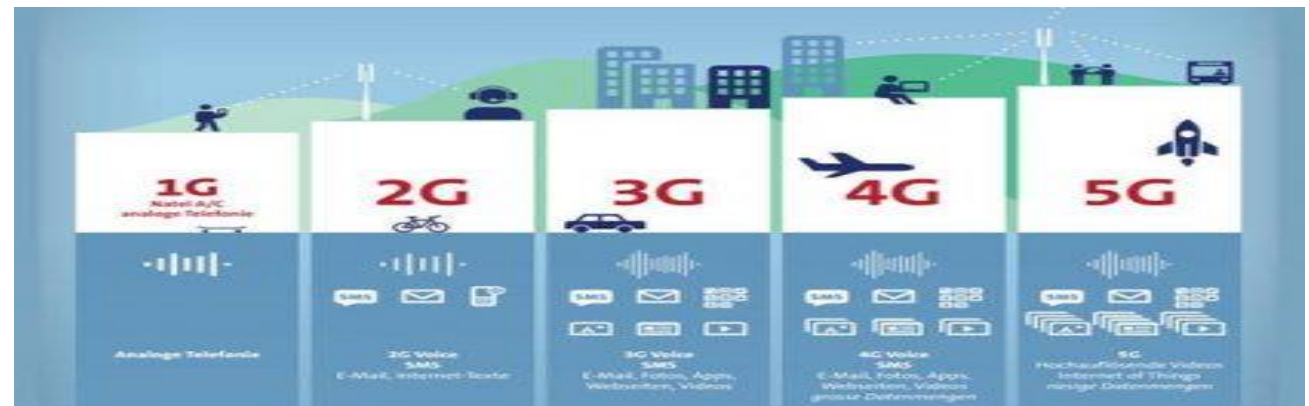 1G
Natel A/C
analoge Telefonie
2G
3G
4G
5G
SMS
SMS
SMS
SMS
Analoge Telefonie
2G Voice
SMS
E-Mail, Internet-Texte
3G Voice
SMS
E-Mail, Fotos, Apps,
Webseiten, Videos
4G Voice
SMS
E-Mail, Fotos, Apps,
Webseiten, Videos
grosse Datenmengen
5G
Hochauflösende Videos
Internet of Things
riesige Datenmengen